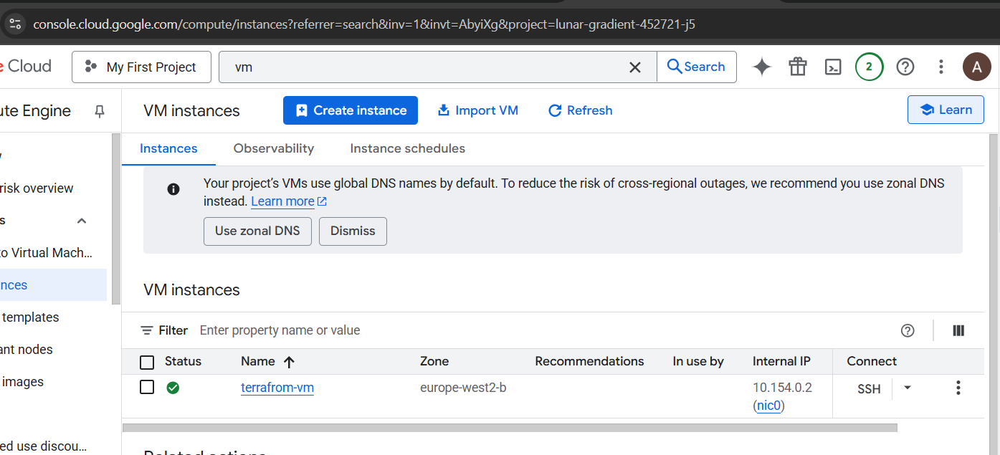 console.cloud.google.com/compute/instances?referrer=search&inv=1&invt=AbyiXg&project=lunar-gradient-452721-j5
Cloud
My First Project
vm
Search
2
A
ute Engine
VM instances
Create instance
Import VM
Refresh
Learn
Instances
Observability
Instance schedules
risk overview
Your project's VMs use global DNS names by default. To reduce the risk of cross-regional outages, we recommend you use zonal DNS
instead. Learn more
Use zonal DNS
Dismiss
s
to Virtual Mach...
nces
templates
ant nodes
images
ed use discou...
VM instances
Filter
Enter property name or value
Status
Name
Zone
Recommendations
In use by
Internal IP
Connect
terrafrom-vm
europe-west2-b
10.154.0.2
(nic0)
SSH
Related actions